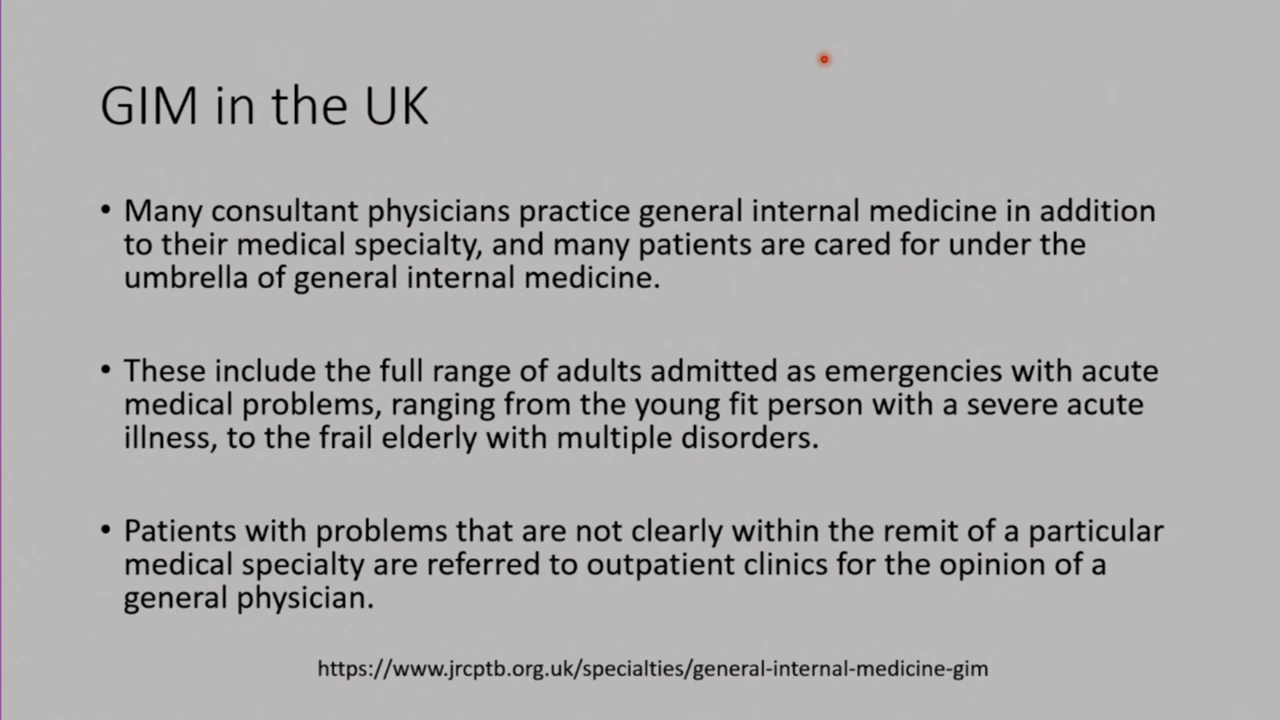 GIM in the UK
• Many consultant physicians practice general internal medicine in addition
to their medical specialty, and many patients are cared for under the
umbrella of general internal medicine.
• These include the full range of adults admitted as emergencies with acute
medical problems, ranging from the young fit person with a severe acute
illness, to the frail elderly with multiple disorders.
• Patients with problems that are not clearly within the remit of a particular
medical specialty are referred to outpatient clinics for the opinion of a
general physician.
https://www.jrcptb.org.uk/specialties/general-internal-medicine-gim